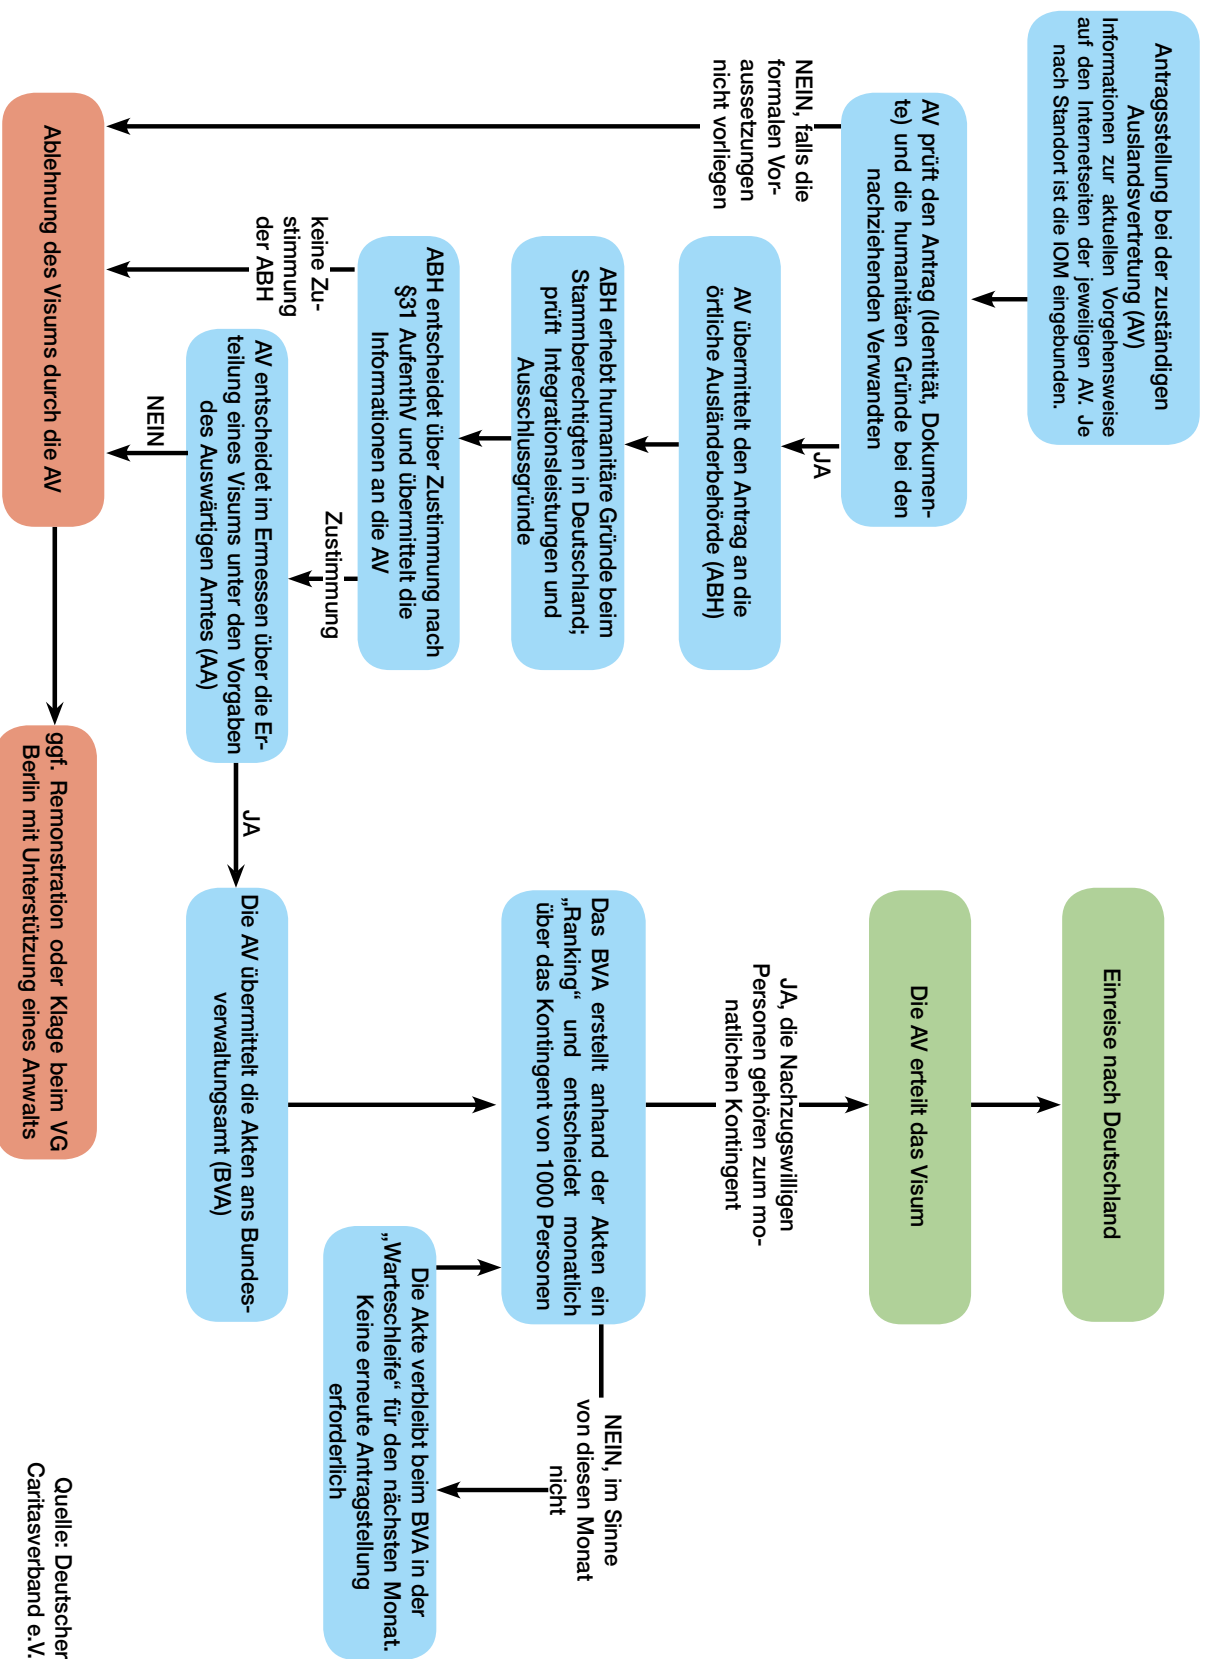 Antragsstellung bei der zuständigen
Auslandsvertretung (AV)
Informationen zur aktuellen Vorgehensweise
auf den Internetseiten der jeweiligen AV. Je
nach Standort ist die IOM eingebunden.
AV prüft den Antrag (Identität, Dokumen-
te) und die humanitären Gründe bei den
nachziehenden Verwandten
NEIN, falls die
formalen Vor-
aussetzungen
nicht vorliegen
JA
AV übermittelt den Antrag an die
örtliche Ausländerbehörde (ABH)
ABH erhebt humanitäre Gründe beim
Stammberechtigten in Deutschland;
prüft Integrationsleistungen und
Ausschlussgründe
ABH entscheidet über Zustimmung nach
§31 AufenthV und übermittelt die
Informationen an die AV
keine Zu-
stimmung
der ABH
Zustimmung
AV entscheidet im Ermessen über die Er-
teilung eines Visums unter den Vorgaben
des Auswärtigen Amtes (AA)
NEIN
JA
Ablehnung des Visums durch die AV
ggf. Remonstration oder Klage beim VG
Berlin mit Unterstützung eines Anwalts
Die AV übermittelt die Akten ans Bundes-
verwaltungsamt (BVA)
Das BVA erstellt anhand der Akten ein
„Ranking“ und entscheidet monatlich
über das Kontingent von 1000 Personen
NEIN, im Sinne
von diesen Monat
nicht
Die Akte verbleibt beim BVA in der
„Warteschleife“ für den nächsten Monat.
Keine erneute Antragstellung
erforderlich
JA, die Nachzugswilligen
Personen gehören zum mo-
natlichen Kontingent
Die AV erteilt das Visum
Einreise nach Deutschland
Quelle: Deutscher
Caritasverband e.V.